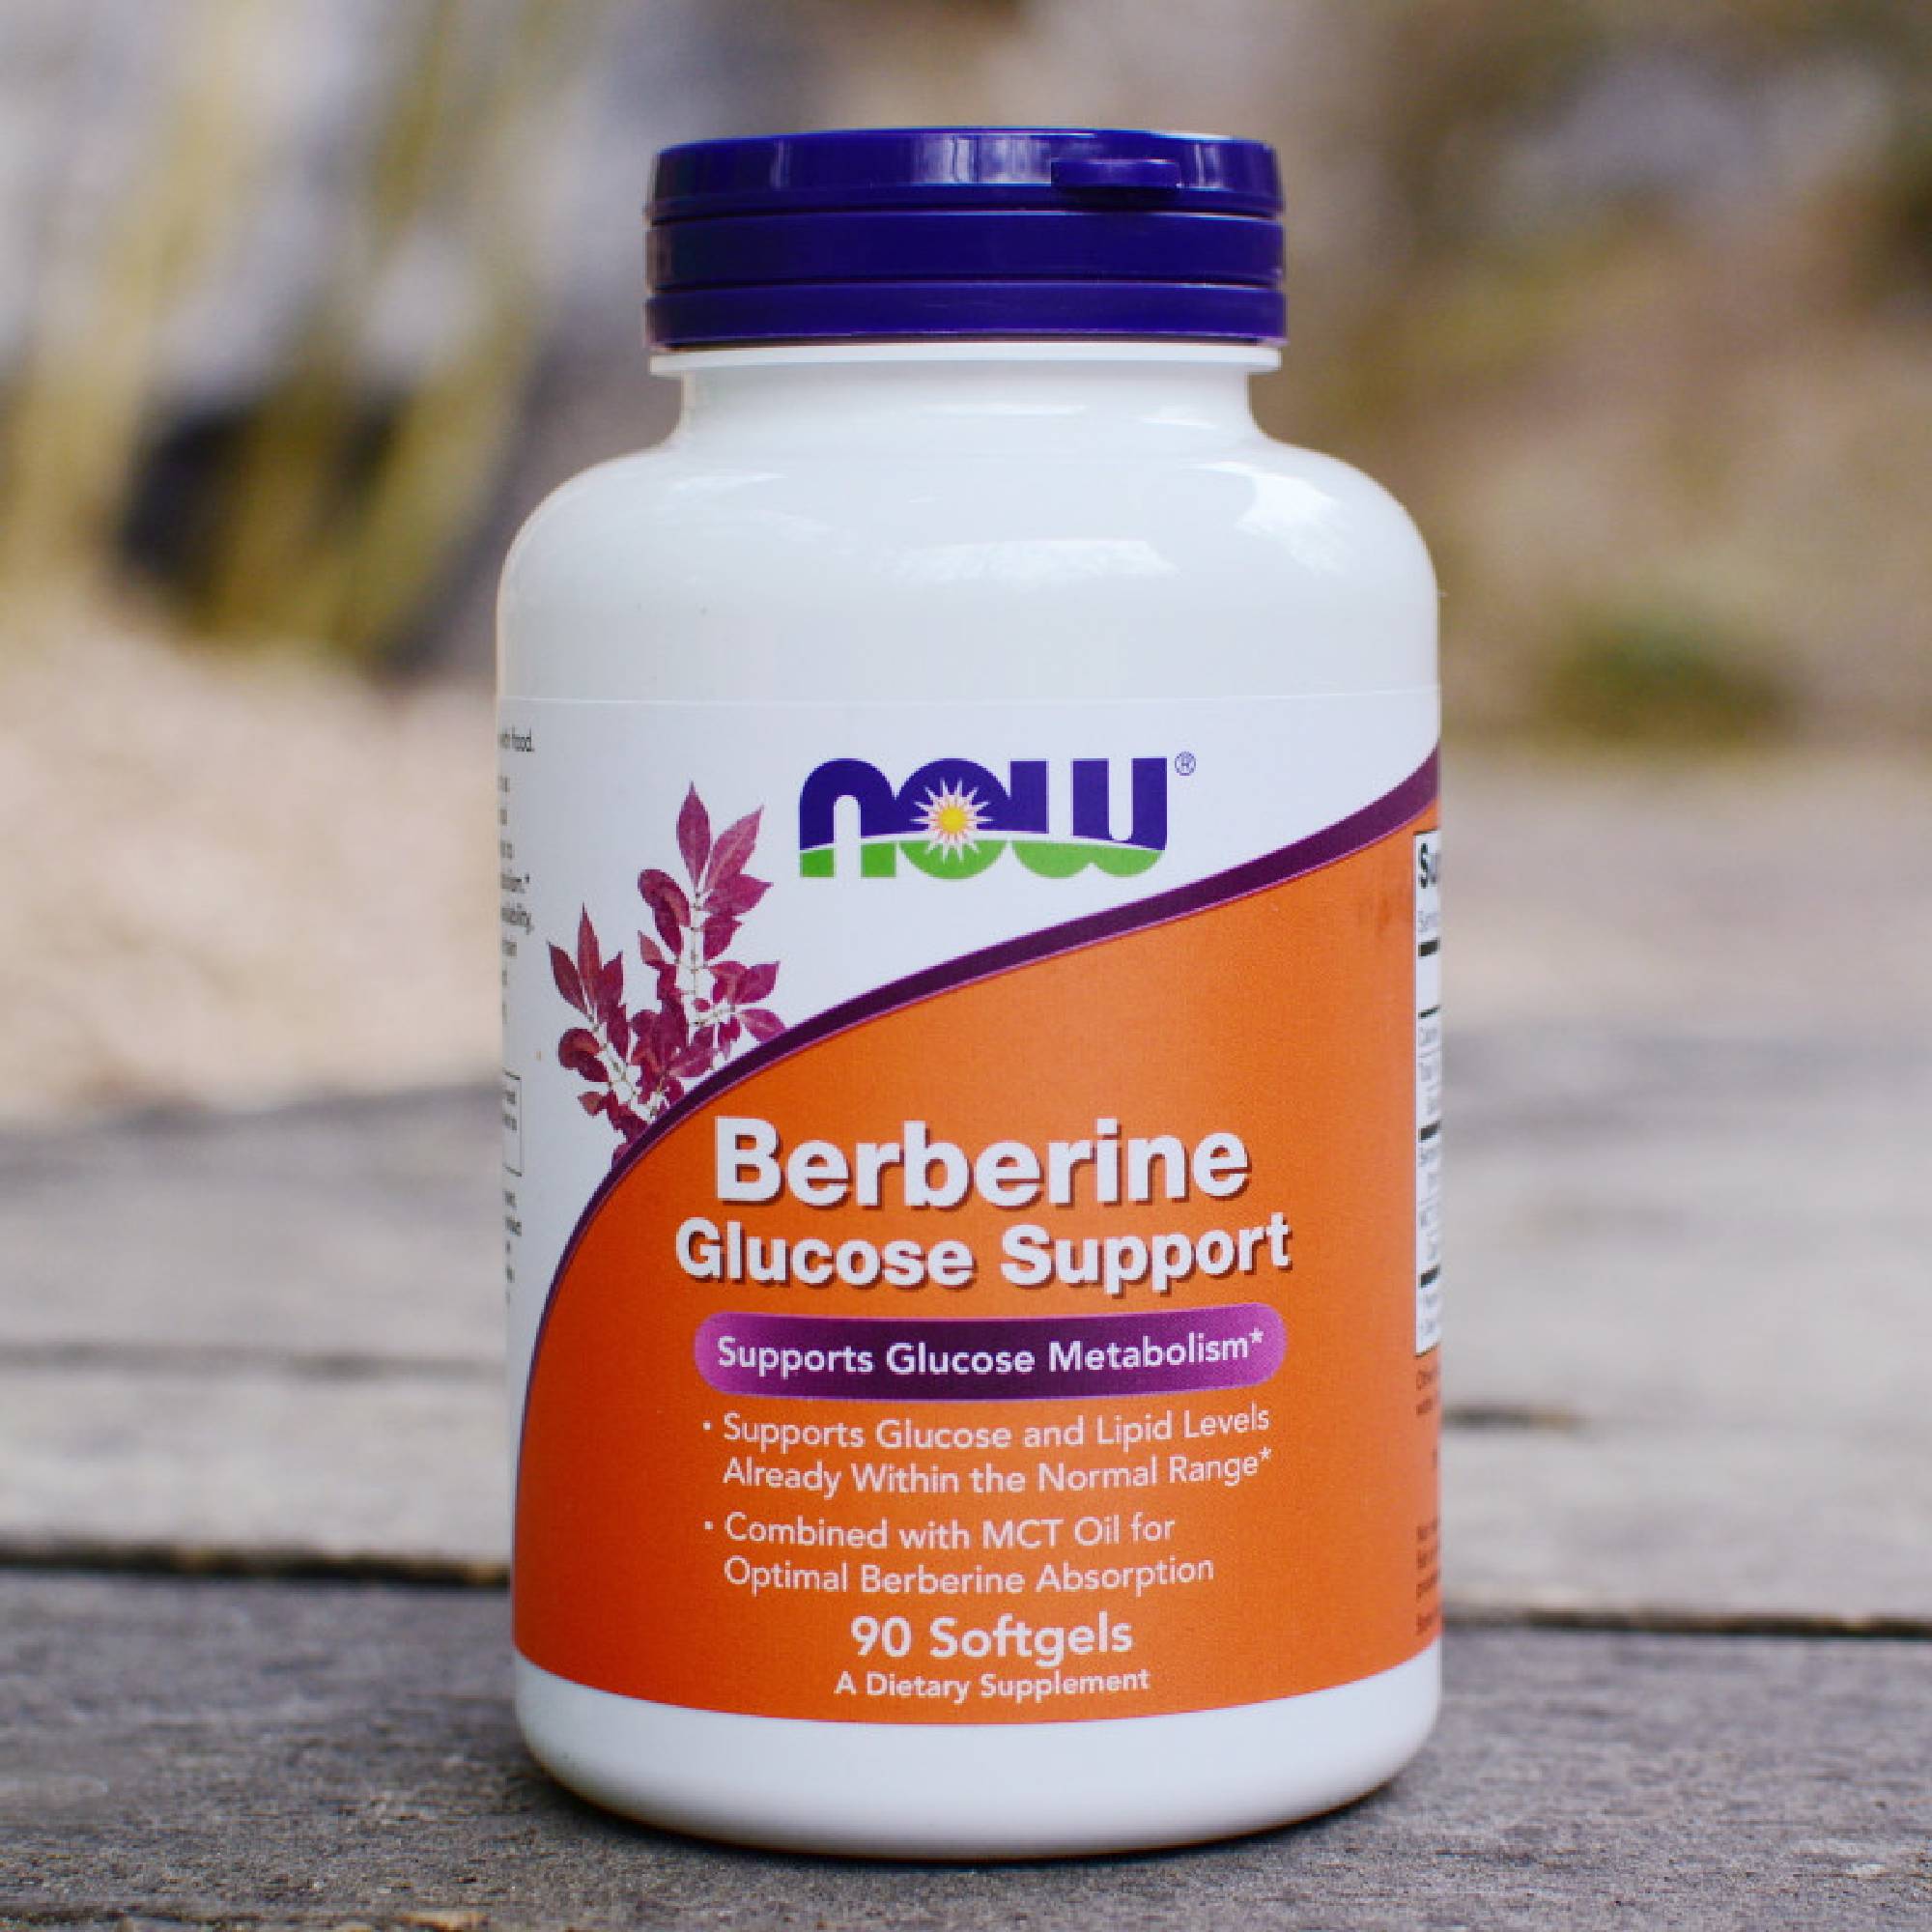 now®
Berberine
Glucose Support
Supports Glucose Metabolism*
• Supports Glucose and Lipid Levels
Already Within the Normal Range*
• Combined with MCT Oil for
Optimal Berberine Absorption
90 Softgels
A Dietary Supplement
food.